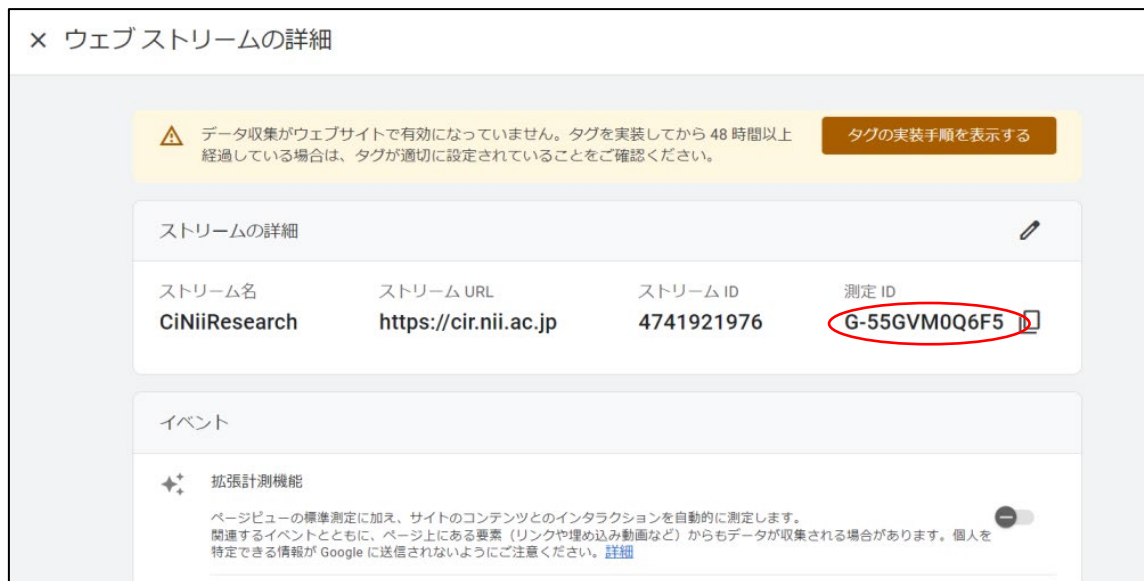 × ウェブ ストリームの詳細
データ収集がウェブサイトで有効になっていません。タグを実装してから 48 時間以上
経過している場合は、タグが適切に設定されていることをご確認ください。
タグの実装手順を表示する
ストリームの詳細
ストリーム名 ストリーム URL ストリーム ID 測定 ID
CiNiiResearch https://cir.nii.ac.jp 4741921976 G-55GVM0Q6F5
イベント
拡張計測機能
ページビューの標準測定に加え、サイトのコンテンツとのインタラクションを自動的に測定します。
関連するイベントとともに、ページ上にある要素（リンクや埋め込み動画など）からもデータが収集される場合があります。個人を
特定できる情報が Google に送信されないようにご注意ください。詳細